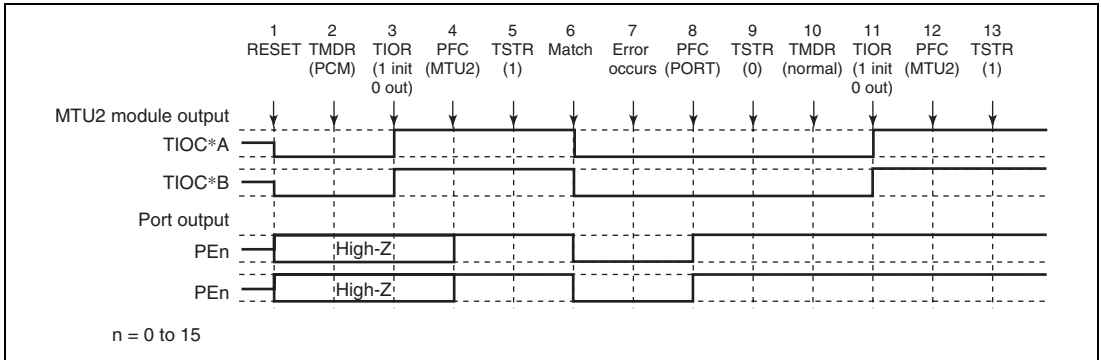 1 2 3 4 5 6 7 8 9 10 11 12 13
RESET TMDR TIOR PFC TSTR Match Error PFC TSTR TMDR TIOR PFC TSTR
(PCM) (1 init (MTU2) (1) occurs (PORT) (0) (normal) (1 init (MTU2) (1)
0 out) 0 out)
MTU2 module output
TIOC*A
TIOC*B
Port output
PEn High-Z
PEn High-Z
n = 0 to 15